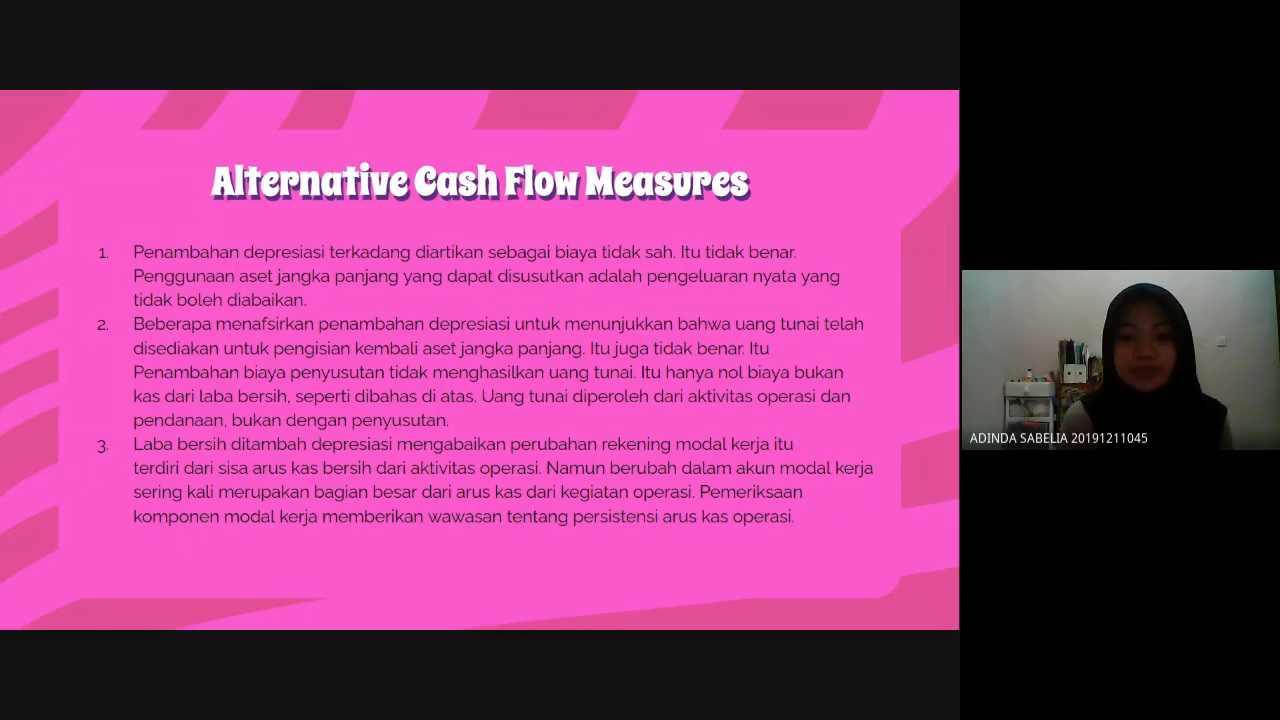 Alternative Cash Flow Measures
1. Penambahan depresiasi terkadang diartikan sebagai biaya tidak sah. Itu tidak benar.
Penggunaan aset jangka panjang yang dapat disusutkan adalah pengeluaran nyata yang
tidak boleh diabaikan.
2. Beberapa menafsirkan penambahan depresiasi untuk menunjukkan bahwa uang tunai telah
disediakan untuk pengisian kembali aset jangka panjang. Itu juga tidak benar. Itu
Penambahan biaya penyusutan tidak menghasilkan uang tunai. Itu hanya nol biaya bukan
kas dari laba bersih, seperti dibahas di atas. Uang tunai diperoleh dari aktivitas operasi dan
pendanaan, bukan dengan penyusutan.
3. Laba bersih ditambah depresiasi mengabaikan perubahan rekening modal kerja itu
terdiri dari sisa arus kas bersih dari aktivitas operasi. Namun berubah dalam akun modal kerja
sering kali merupakan bagian besar dari arus kas dari kegiatan operasi. Pemeriksaan
komponen modal kerja memberikan wawasan tentang persistensi arus kas operasi.
ADINDA SABELIA 20191211045